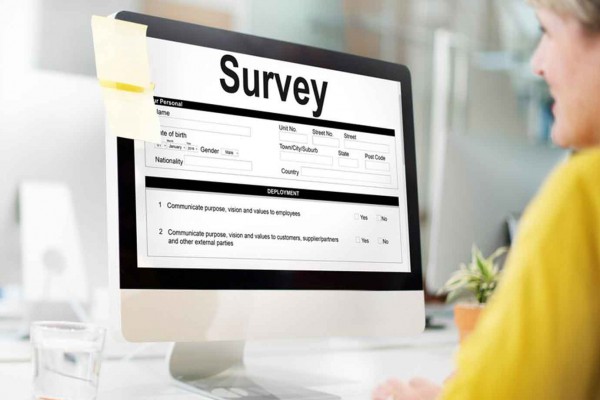 Survey
ur Personal
Name
Unit No. Street No. Street
ate of birth
January
Gender Male
Town/City/Suburb State Post Code
Nationality
Country
DEPLOYMENT
1 Communicate purpose, vision and values to employees Yes No
2 Communicate purpose, vision and values to customers, supplier/partners Yes No
and other external parties